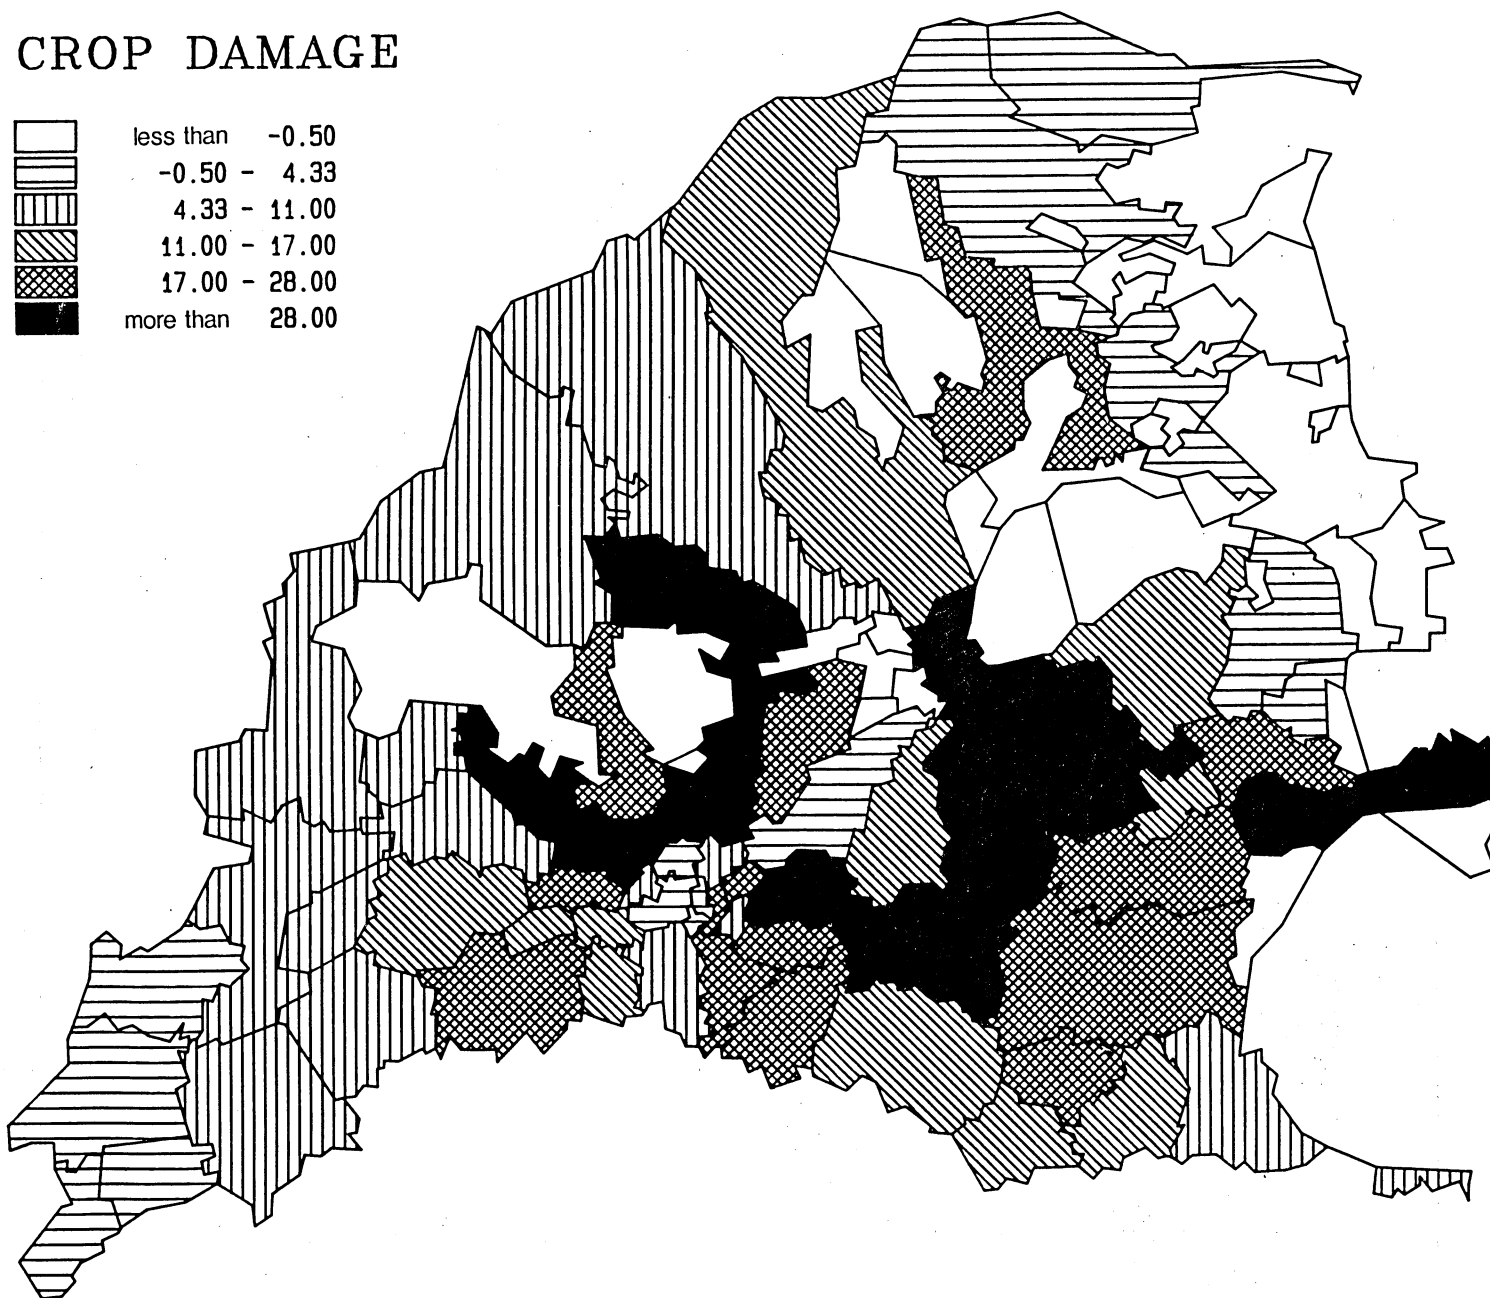 CROP DAMAGE
less than -0.50
-0.50 - 4.33
4.33 - 11.00
11.00 - 17.00
17.00 - 28.00
more than 28.00